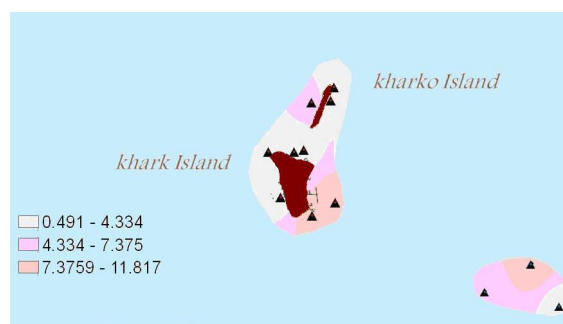 kharko Island
khark Island
0.491 - 4.334
4.334 - 7.375
7.3759 - 11.817